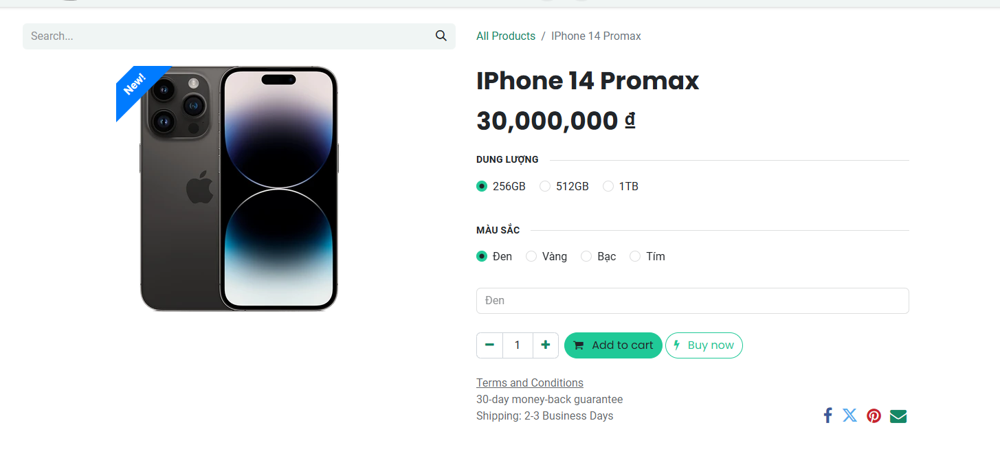 Search...
All Products / IPhone 14 Promax
New!
IPhone 14 Promax
30,000,000 ₫
DUNG LƯỢNG
256GB 512GB 1TB
MÀU SẮC
Đen Vàng Bạc Tím
Đen
1 Add to cart Buy now
Terms and Conditions
30-day money-back guarantee
Shipping: 2-3 Business Days